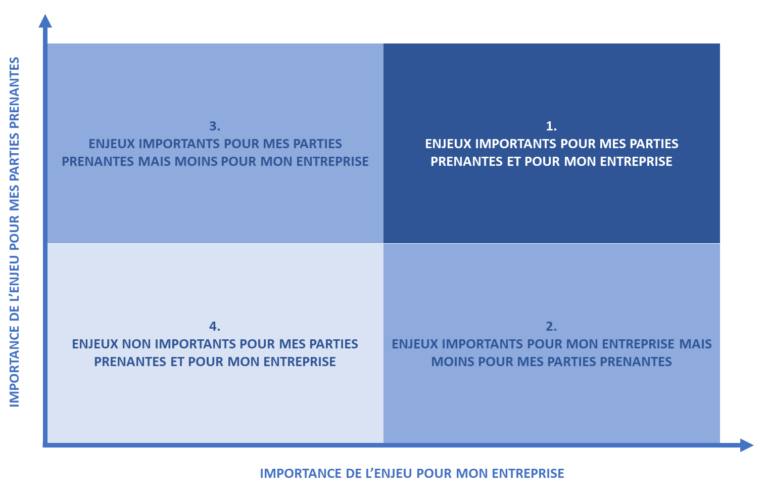 IMPORTANCE DE L'ENJEU POUR MES PARTIES PRENANTES
3.
ENJEUX IMPORTANTS POUR MES PARTIES
PRENANTES MAIS MOINS POUR MON ENTREPRISE
1.
ENJEUX IMPORTANTS POUR MES PARTIES
PRENANTES ET POUR MON ENTREPRISE
4.
ENJEUX NON IMPORTANTS POUR MES PARTIES
PRENANTES ET POUR MON ENTREPRISE
2.
ENJEUX IMPORTANTS POUR MON ENTREPRISE MAIS
MOINS POUR MES PARTIES PRENANTES
IMPORTANCE DE L'ENJEU POUR MON ENTREPRISE